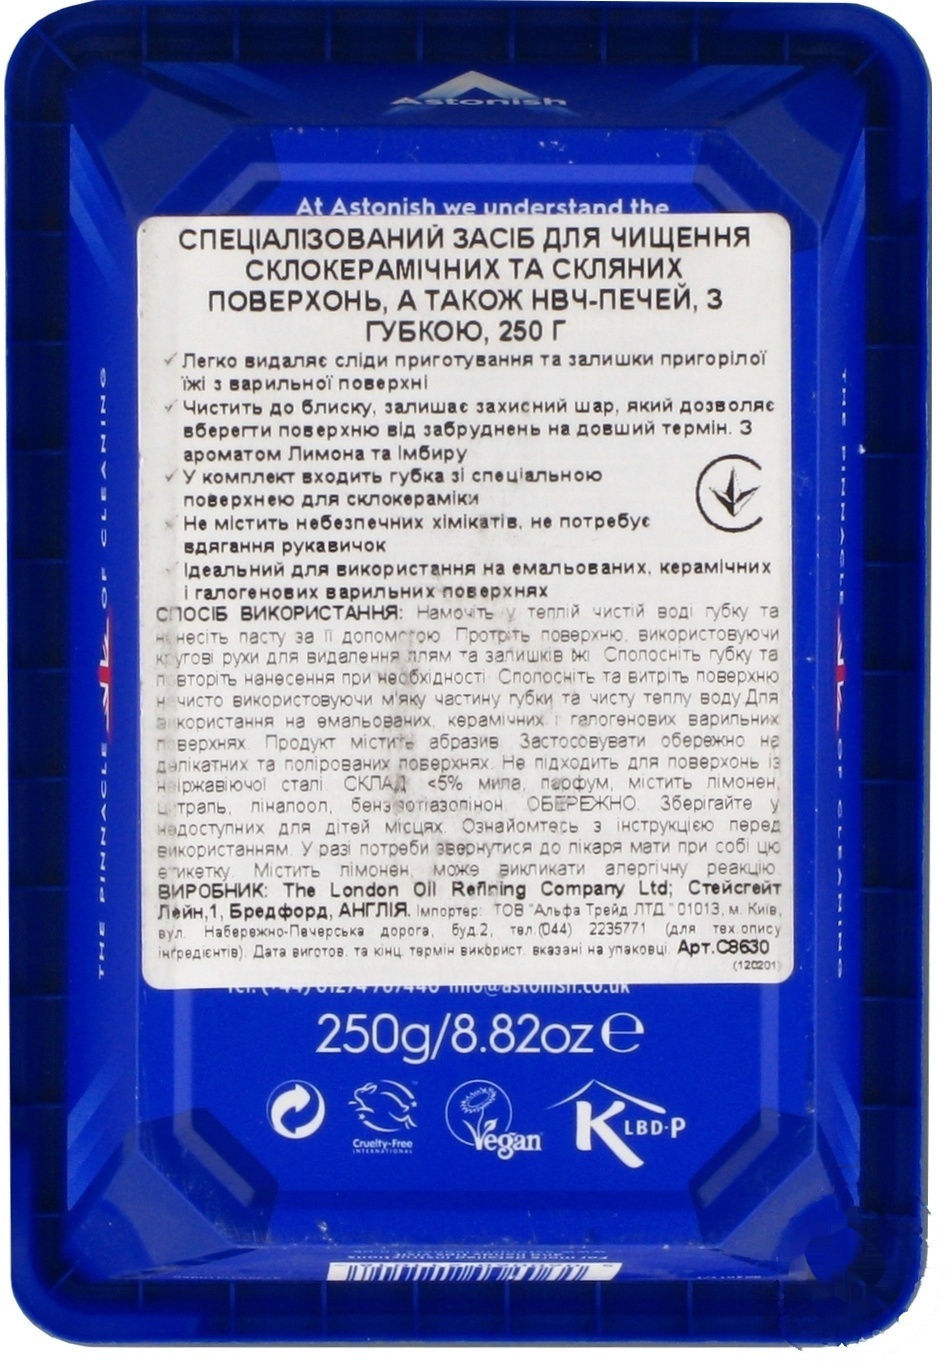 Astonish
At Astonish we understand the
СПЕЦІАЛІЗОВАНИЙ ЗАСІБ ДЛЯ ЧИЩЕННЯ
СКЛОКЕРАМІЧНИХ ТА СКЛЯНИХ
ПОВЕРХОНЬ, А ТАКОЖ НВЧ-ПЕЧЕЙ, З
ГУБКОЮ, 250 Г
✓ Легко видаляє сліди приготування та залишки пригорілої
їжі з варильної поверхні
✓ Чистить до блиску, залишає захисний шар, який дозволяє
вберегти поверхню від забруднень на довший термін. З
ароматом Лимона та Імбиру
✓ У комплект входить губка зі спеціальною
поверхнею для склокераміки
✓ Не містить небезпечних хімікатів, не потребує
вдягання рукавичок
✓ Ідеальний для використання на емальованих, керамічних
і галогенових варильних поверхнях
СПОСІБ ВИКОРИСТАННЯ: Намочіть у теплій чистій воді губку та
нанесіть пасту за її допомогою. Протріть поверхню, використовуючи
кругові рухи для видалення плям та залишків їжі. Сполосніть губку та
повторіть нанесення при необхідності. Сполосніть та витріть поверхню
начисто використовуючи м'яку частину губки та чисту теплу воду.Для
використання на емальованих, керамічних і галогенових варильних
поверхнях. Продукт містить абразив. Застосовувати обережно на
делікатних та полірованих поверхнях. Не підходить для поверхонь із
неіржавіючої сталі. СКЛАД: <5% мила, парфум, містить лімонен,
цитраль, ліналоол, бензізотіазолінон. ОБЕРЕЖНО. Зберігайте у
недоступних для дітей місцях. Ознайомтесь з інструкцією перед
використанням. У разі потреби звернутися до лікаря мати при собі цю
етикетку. Містить лімонен, може викликати алергічну реакцію.
ВИРОБНИК: The London Oil Refining Company Ltd; Стейсгейт
Лейн,1, Бредфорд, АНГЛІЯ. Імпортер: ТОВ "Альфа Трейд ЛТД " 01013, м. Київ,
вул. Набережно-Печерська дорога, буд.2, тел.(044) 2235771 (для тех.опису
інгредієнтів). Дата виготов. та кінц. термін використ. вказані на упаковці. Арт.C8630
(120201)
Tel: (+44) 01274 767440 info@astonish.co.uk
250g/8.82oz ℮
Cruelty-Free
INTERNATIONAL
Vegan
K LBD-P
THE PINNACLE OF CLEANING
THE PINNACLE OF CLEANING